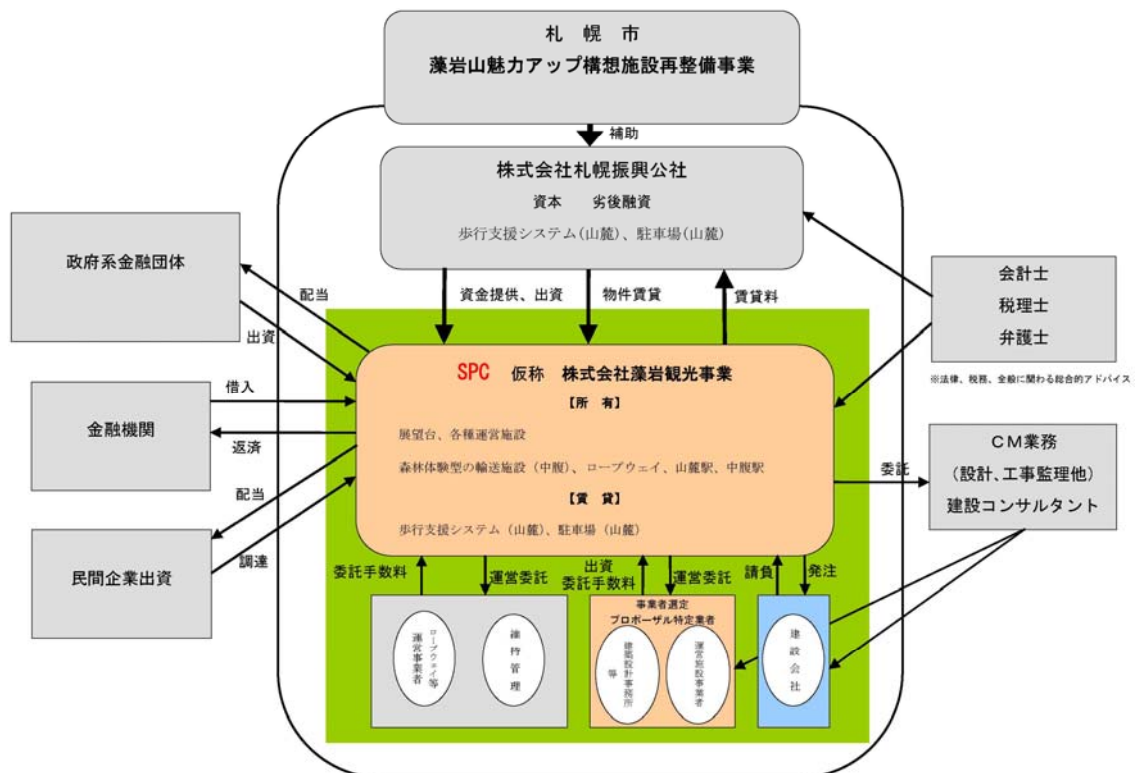 札　幌　市
藻岩山魅力アップ構想施設再整備事業
補助
株式会社札幌振興公社
資本　　劣後融資
歩行支援システム(山麓)、駐車場(山麓)
政府系金融団体
配当
出資
資金提供、出資
物件賃貸
賃貸料
会計士
税理士
弁護士
※法律、税務、全般に関わる総合的アドバイス
SPC　仮称　株式会社藻岩観光事業
【所　有】
展望台、各種運営施設
森林体験型の輸送施設（中腹）、ロープウェイ、山麓駅、中腹駅
【賃　貸】
歩行支援システム（山麓）、駐車場（山麓）
金融機関
借入
返済
民間企業出資
配当
調達
委託
ＣＭ業務
（設計、工事監理他）
建設コンサルタント
委託手数料
運営委託
出資
委託手数料
運営委託
請負
発注
ロープウェイ等
運営事業者
維持管理
事業者選定
プロポーザル特定業者
建築設計事務所
等
運営施設事業者
建設会社